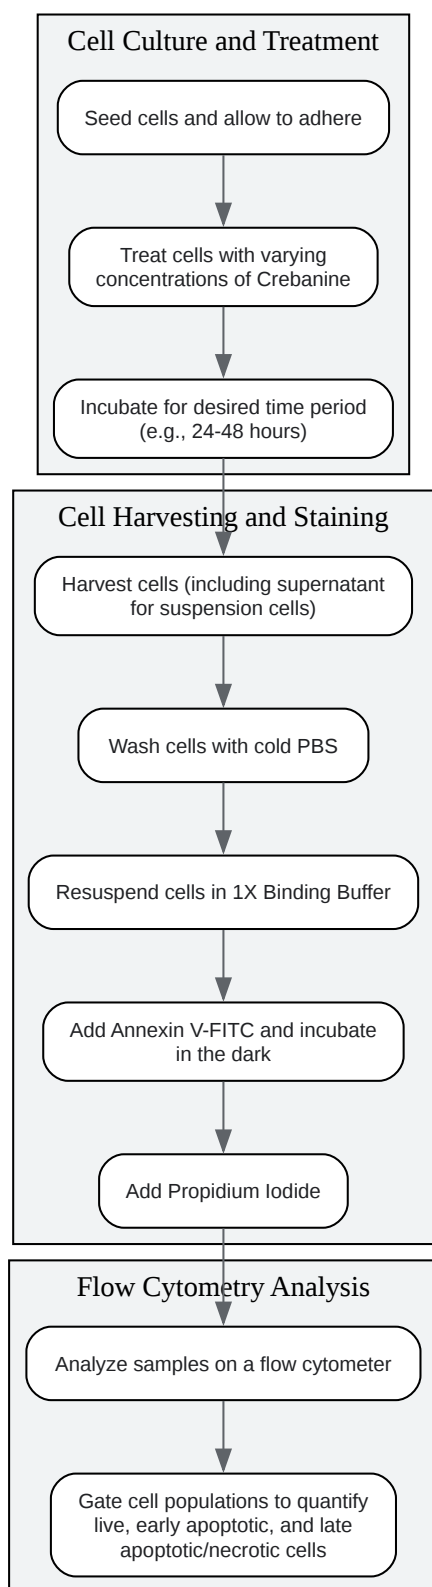 Cell Culture and Treatment
Seed cells and allow to adhere
Treat cells with varying
concentrations of Crebanine
Incubate for desired time period
(e.g., 24-48 hours)
Cell Harvesting and Staining
Harvest cells (including supernatant
for suspension cells)
Wash cells with cold PBS
Resuspend cells in 1X Binding Buffer
Add Annexin V-FITC and incubate
in the dark
Add Propidium Iodide
Flow Cytometry Analysis
Analyze samples on a flow cytometer
Gate cell populations to quantify
live, early apoptotic, and late
apoptotic/necrotic cells